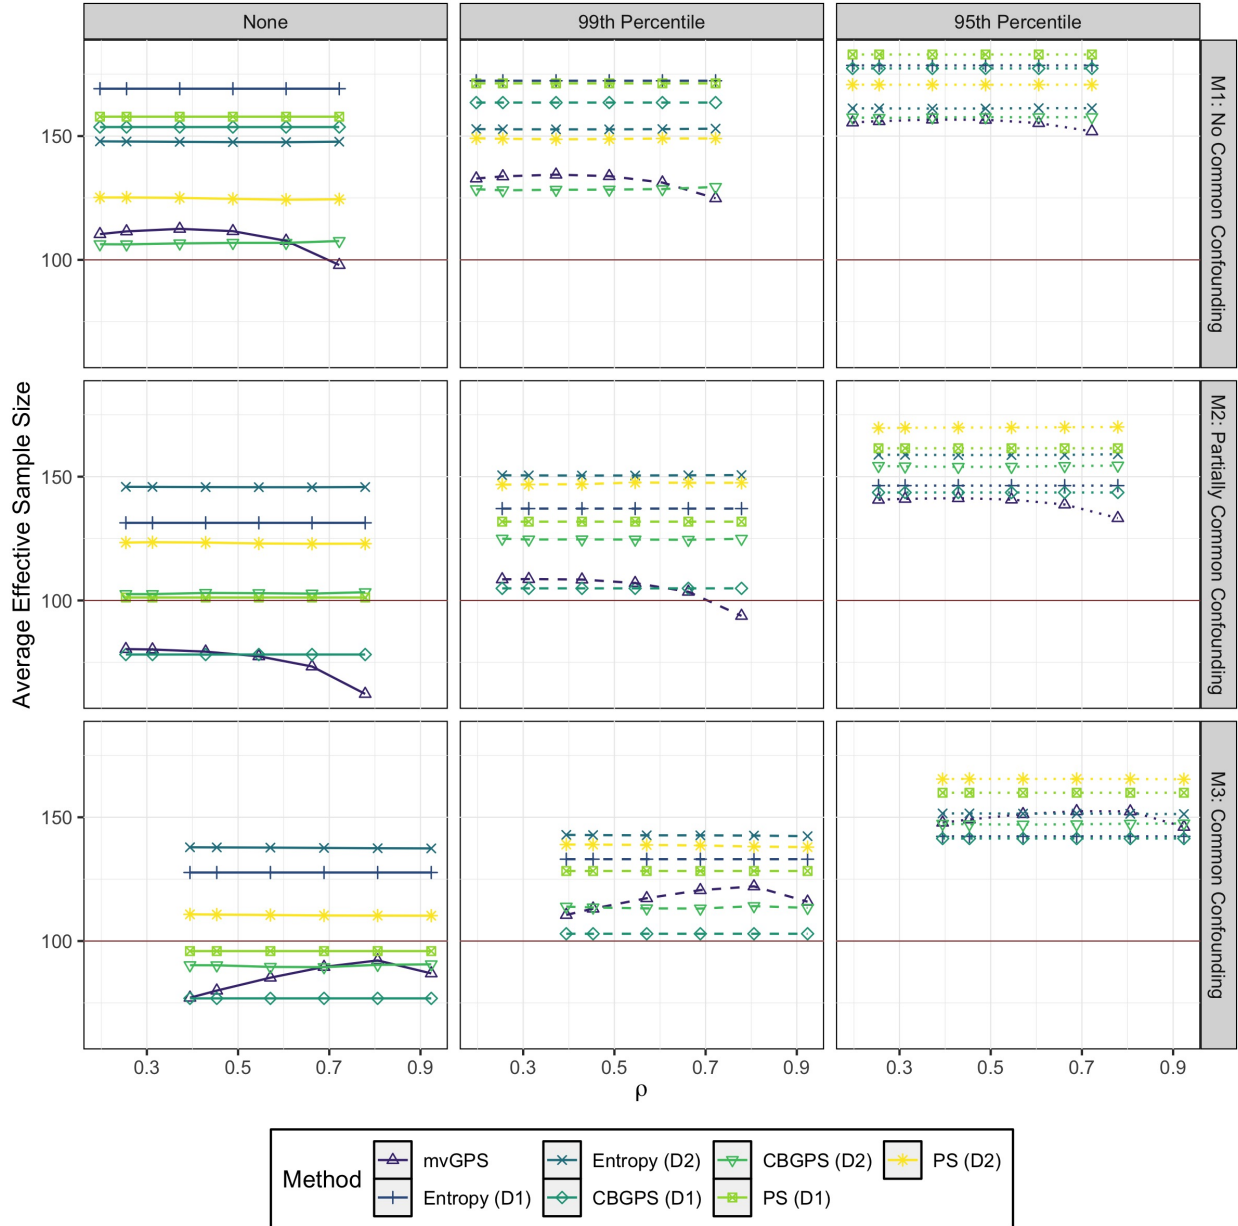 None
99th Percentile
95th Percentile
M1: No Common Confounding
M2: Partially Common Confounding
M3: Common Confounding
Average Effective Sample Size
150
100
150
100
150
100
0.3 0.5 0.7 0.9
0.3 0.5 0.7 0.9
0.3 0.5 0.7 0.9
ρ
Method
mvGPS
Entropy (D2)
CBGPS (D2)
PS (D2)
Entropy (D1)
CBGPS (D1)
PS (D1)